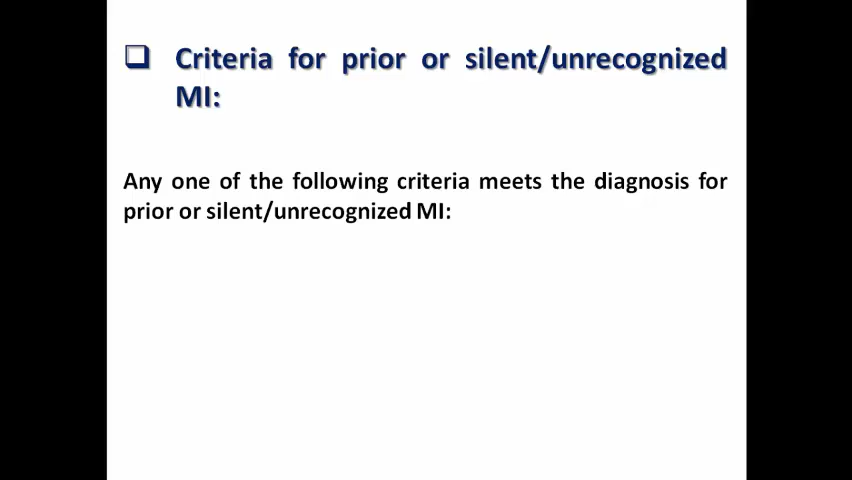 Criteria for prior or silent/unrecognized
MI:
Any one of the following criteria meets the diagnosis for
prior or silent/unrecognized MI: